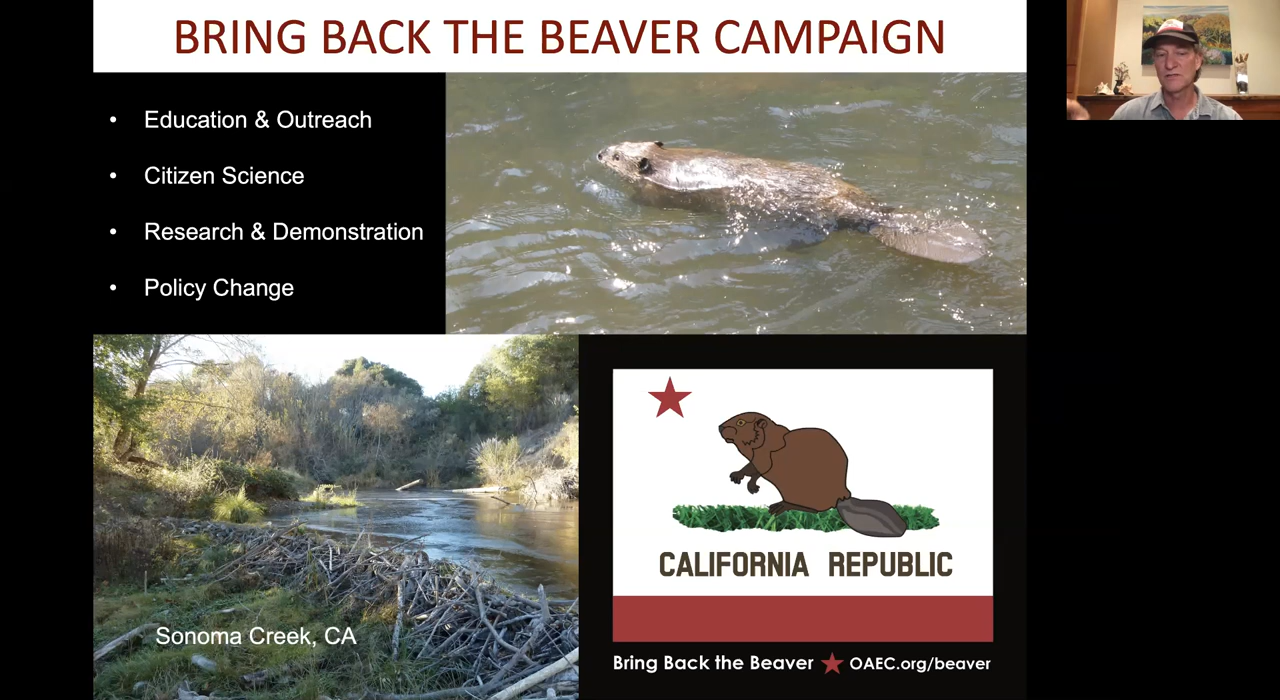 BRING BACK THE BEAVER CAMPAIGN
• Education & Outreach
• Citizen Science
• Research & Demonstration
• Policy Change
Sonoma Creek, CA
CALIFORNIA REPUBLIC
Bring Back the Beaver ★ OAEC.org/beaver